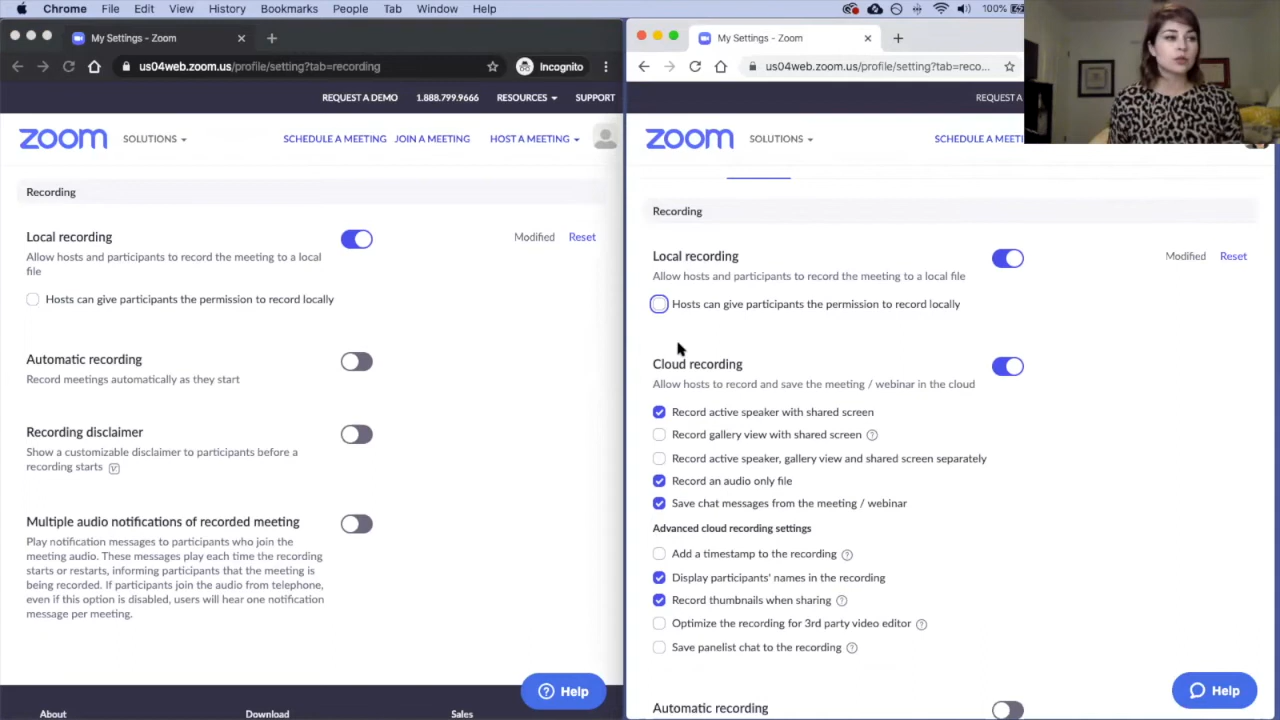 Chrome File Edit View History Bookmarks People Tab Window Help 100%
My Settings - Zoom
us04web.zoom.us/profile/setting?tab=recording
Incognito
REQUEST A DEMO 1.888.799.9666 RESOURCES SUPPORT
zoom SOLUTIONS SCHEDULE A MEETING JOIN A MEETING HOST A MEETING
Recording
Local recording
Modified Reset
Allow hosts and participants to record the meeting to a local
file
Hosts can give participants the permission to record locally
Automatic recording
Record meetings automatically as they start
Recording disclaimer
Show a customizable disclaimer to participants before a
recording starts
Multiple audio notifications of recorded meeting
Play notification messages to participants who join the
meeting audio. These messages play each time the recording
starts or restarts, informing participants that the meeting is
being recorded. If participants join the audio from telephone,
even if this option is disabled, users will hear one notification
message per meeting.
Help
About Download Sales
My Settings - Zoom
us04web.zoom.us/profile/setting?tab=reco...
REQUEST A
zoom SOLUTIONS SCHEDULE A MEETI
Recording
Local recording
Modified Reset
Allow hosts and participants to record the meeting to a local file
Hosts can give participants the permission to record locally
Cloud recording
Allow hosts to record and save the meeting / webinar in the cloud
Record active speaker with shared screen
Record gallery view with shared screen
Record active speaker, gallery view and shared screen separately
Record an audio only file
Save chat messages from the meeting / webinar
Advanced cloud recording settings
Add a timestamp to the recording
Display participants' names in the recording
Record thumbnails when sharing
Optimize the recording for 3rd party video editor
Save panelist chat to the recording
Help
Automatic recording